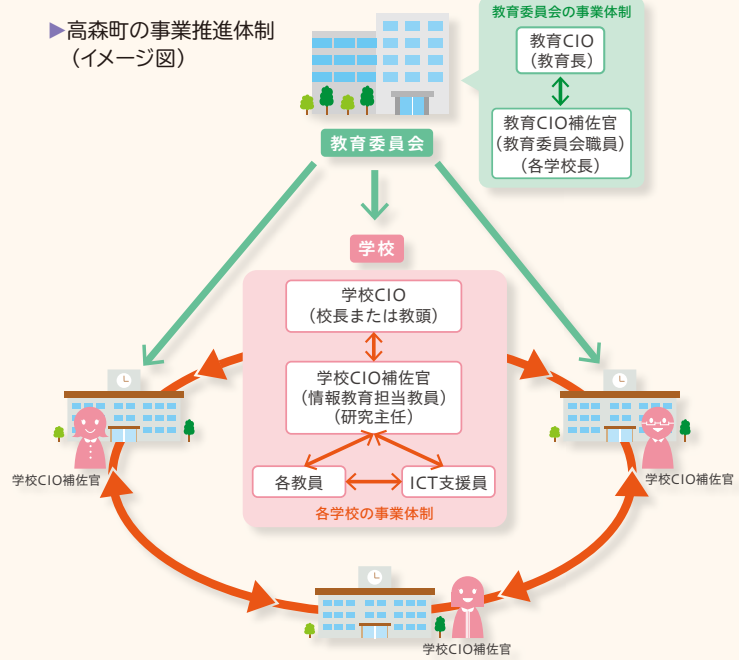 ▶高森町の事業推進体制
（イメージ図）
教育委員会の事業体制
教育CIO
（教育長）
教育CIO補佐官
（教育委員会職員）
（各学校長）
教育委員会
学校
学校CIO
（校長または教頭）
学校CIO補佐官
（情報教育担当教員）
（研究主任）
各教員
ICT支援員
各学校の事業体制
学校CIO補佐官
学校CIO補佐官
学校CIO補佐官